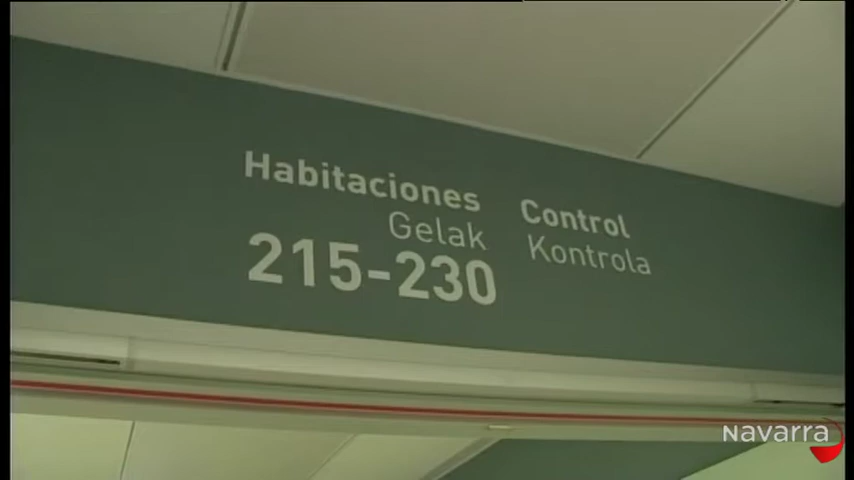 Habitaciones
Gelak
215-230
Control
Kontrola
Navarra